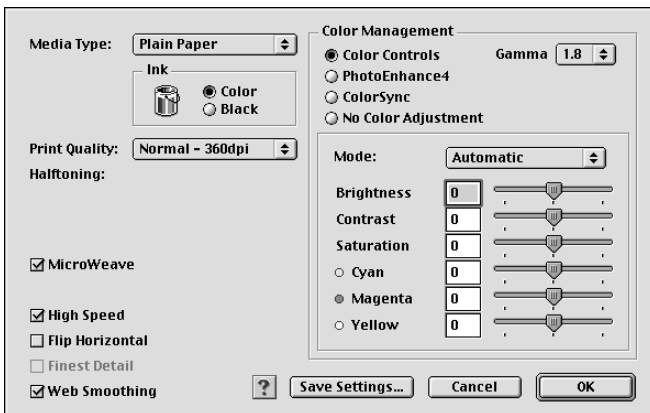 Media Type: Plain Paper
Ink
Color
Black
Print Quality: Normal – 360dpi
Halftoning:
MicroWeave
High Speed
Flip Horizontal
Finest Detail
Web Smoothing
Color Management
Color Controls
Gamma 1.8
PhotoEnhance4
ColorSync
No Color Adjustment
Mode: Automatic
Brightness 0
Contrast 0
Saturation 0
Cyan 0
Magenta 0
Yellow 0
? Save Settings... Cancel OK